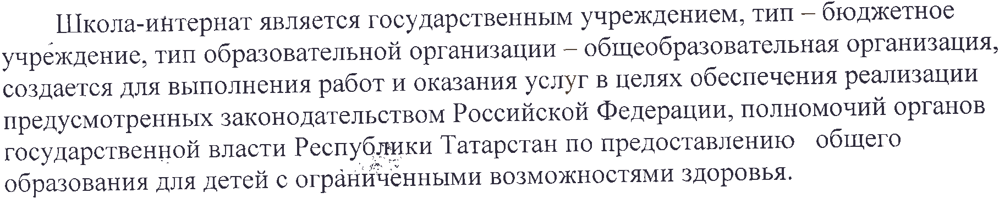 Школа-интернат является государственным учреждением, тип – бюджетное
учреждение, тип образовательной организации – общеобразовательная организация,
создается для выполнения работ и оказания услуг в целях обеспечения реализации
предусмотренных законодательством Российской Федерации, полномочий органов
государственной власти Республики Татарстан по предоставлению общего
образования для детей с ограниченными возможностями здоровья.